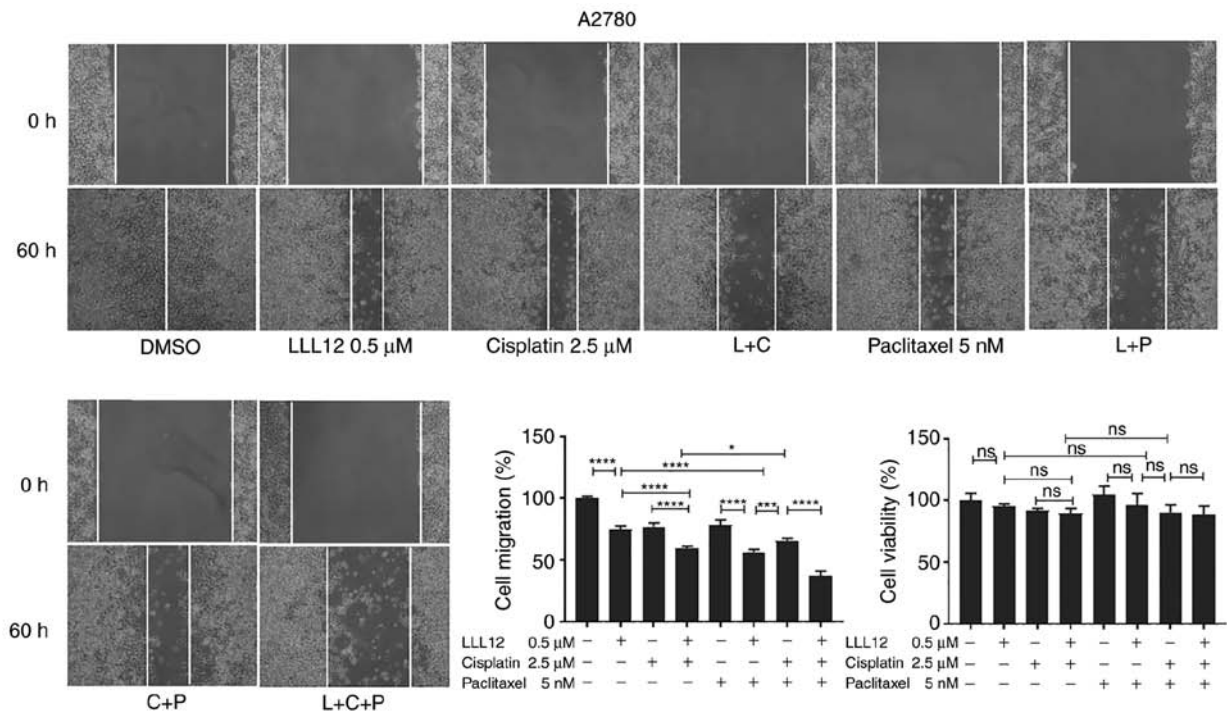 A2780
0 h
60 h
DMSO LLL12 0.5 μM Cisplatin 2.5 μM L+C Paclitaxel 5 nM L+P
0 h
60 h
C+P L+C+P
Cell migration (%)
150
100
50
0
**** **** **** **** * **** *** ****
LLL12 0.5 μM − + − + − + − +
Cisplatin 2.5 μM − − + + − − + +
Paclitaxel 5 nM − − − − + + + +
Cell viability (%)
150
100
50
0
ns ns ns ns ns ns ns ns
LLL12 0.5 μM − + − + − + − +
Cisplatin 2.5 μM − − + + − − + +
Paclitaxel 5 nM − − − − + + + +